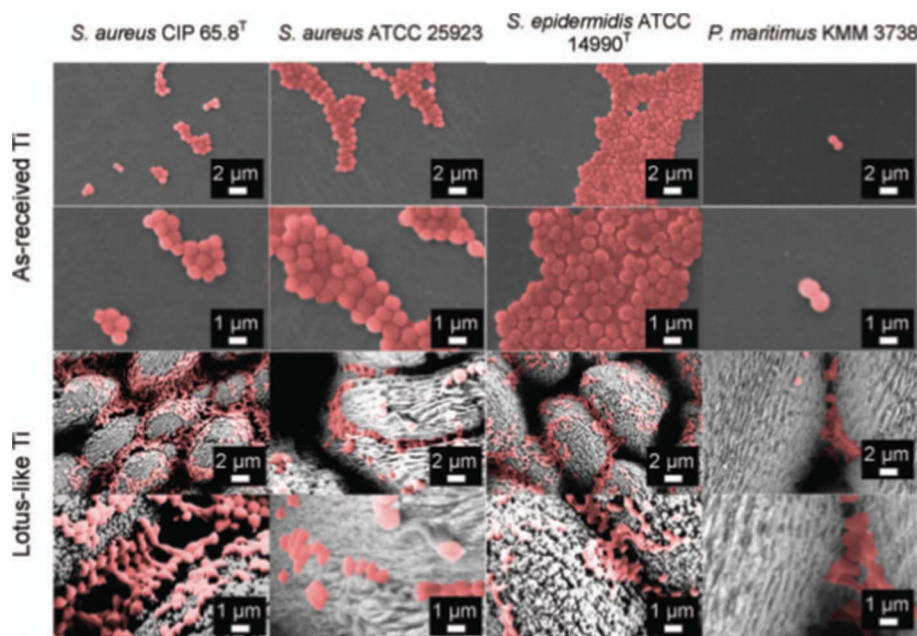 S. aureus CIP 65.8T
S. aureus ATCC 25923
S. epidermidis ATCC
14990T
P. maritimus KMM 3738
As-received Ti
2 µm
2 µm
2 µm
2 µm
1 µm
1 µm
1 µm
1 µm
Lotus-like Ti
2 µm
2 µm
2 µm
2 µm
1 µm
1 µm
1 µm
1 µm